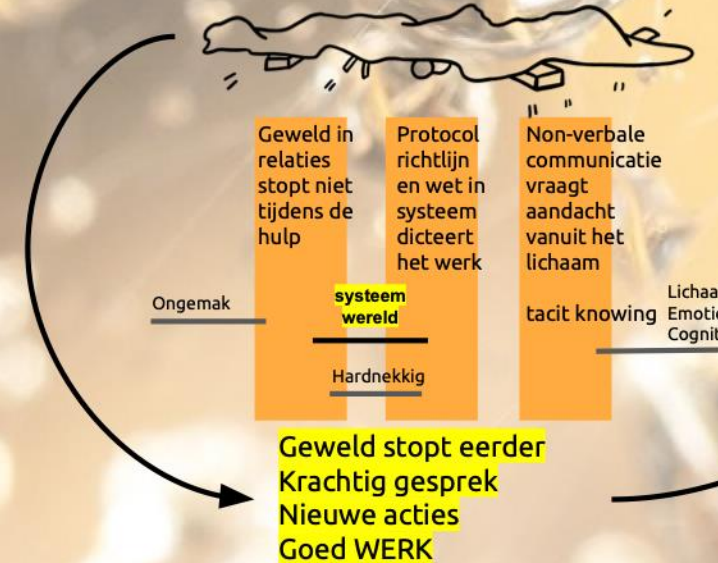 Geweld in
relaties
stopt niet
tijdens de
hulp
Protocol
richtlijn
en wet in
systeem
dicteert
het werk
Non-verbale
communicatie
vraagt
aandacht
vanuit het
lichaam
tacit knowing
Ongemak
systeem
wereld
Hardnekkig
Geweld stopt eerder
Krachtig gesprek
Nieuwe acties
Goed WERK